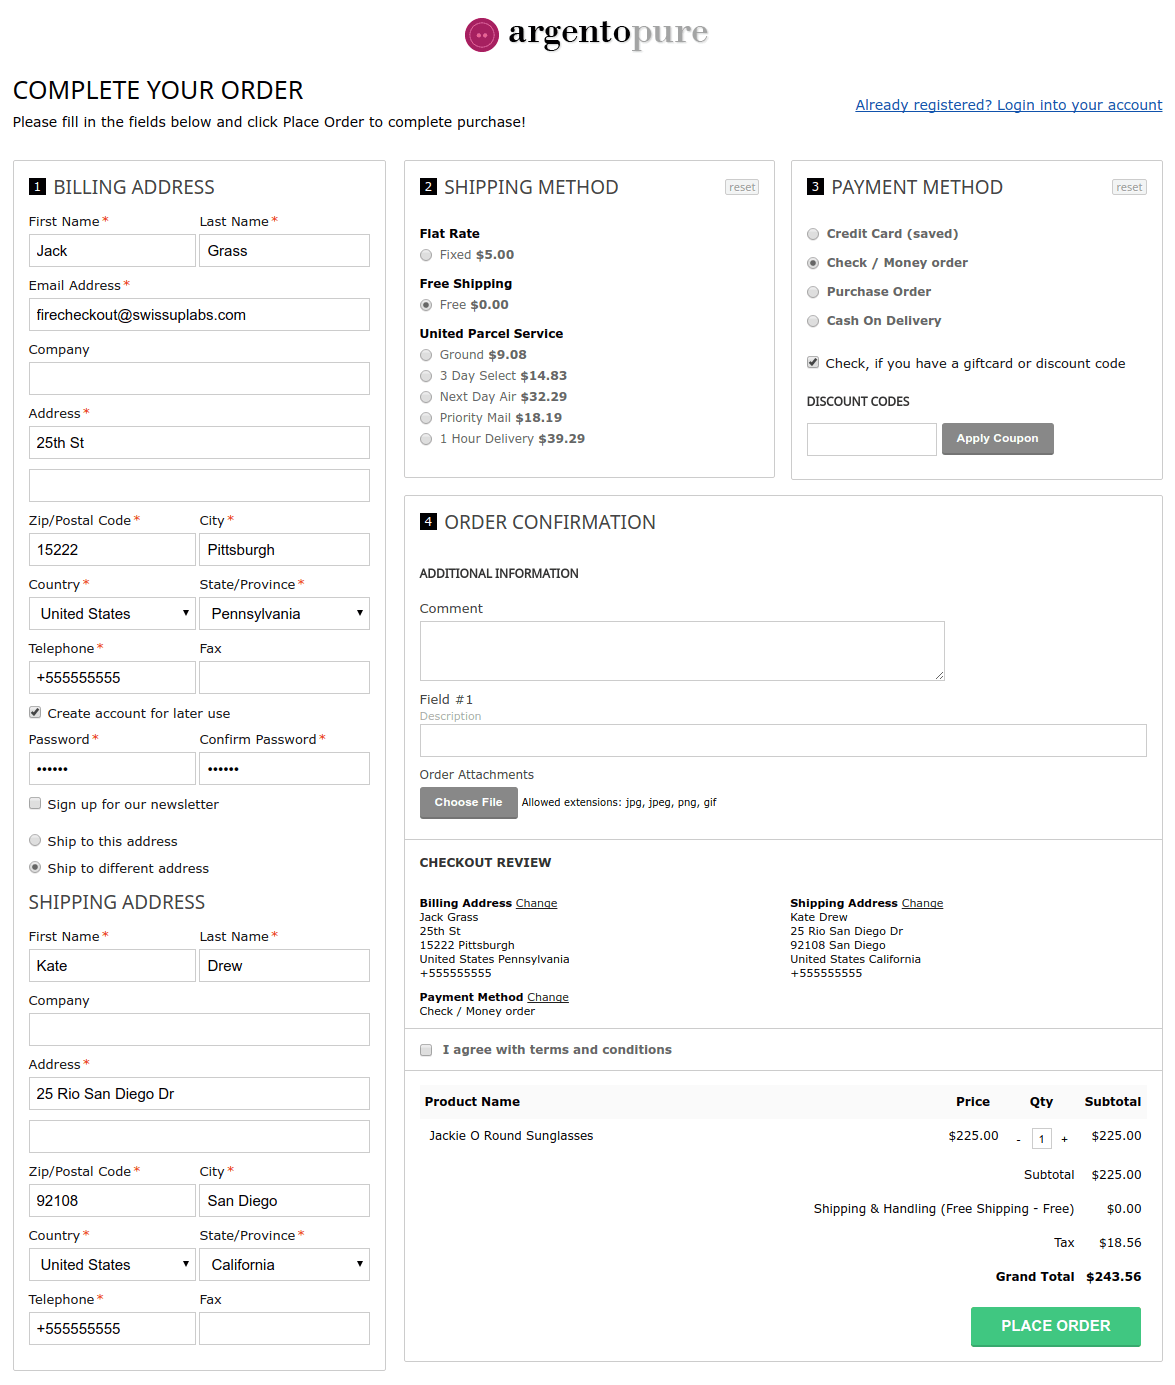 argentopure
COMPLETE YOUR ORDER
Please fill in the fields below and click Place Order to complete purchase!
Already registered? Login into your account
1 BILLING ADDRESS
First Name* Last Name*
Jack Grass
Email Address*
firecheckout@swissuplabs.com
Company
Address*
25th St
Zip/Postal Code* City*
15222 Pittsburgh
Country* State/Province*
United States Pennsylvania
Telephone* Fax
+555555555
Create account for later use
Password* Confirm Password*
•••••• ••••••
Sign up for our newsletter
Ship to this address
Ship to different address
SHIPPING ADDRESS
First Name* Last Name*
Kate Drew
Company
Address*
25 Rio San Diego Dr
Zip/Postal Code* City*
92108 San Diego
Country* State/Province*
United States California
Telephone* Fax
+555555555
2 SHIPPING METHOD reset
Flat Rate
Fixed $5.00
Free Shipping
Free $0.00
United Parcel Service
Ground $9.08
3 Day Select $14.83
Next Day Air $32.29
Priority Mail $18.19
1 Hour Delivery $39.29
3 PAYMENT METHOD reset
Credit Card (saved)
Check / Money order
Purchase Order
Cash On Delivery
Check, if you have a giftcard or discount code
DISCOUNT CODES
Apply Coupon
4 ORDER CONFIRMATION
ADDITIONAL INFORMATION
Comment
Field #1
Description
Order Attachments
Choose File Allowed extensions: jpg, jpeg, png, gif
CHECKOUT REVIEW
Billing Address Change
Jack Grass
25th St
15222 Pittsburgh
United States Pennsylvania
+555555555
Shipping Address Change
Kate Drew
25 Rio San Diego Dr
92108 San Diego
United States California
+555555555
Payment Method Change
Check / Money order
I agree with terms and conditions
Product Name Price Qty Subtotal
Jackie O Round Sunglasses $225.00 - 1 + $225.00
Subtotal $225.00
Shipping & Handling (Free Shipping - Free) $0.00
Tax $18.56
Grand Total $243.56
PLACE ORDER